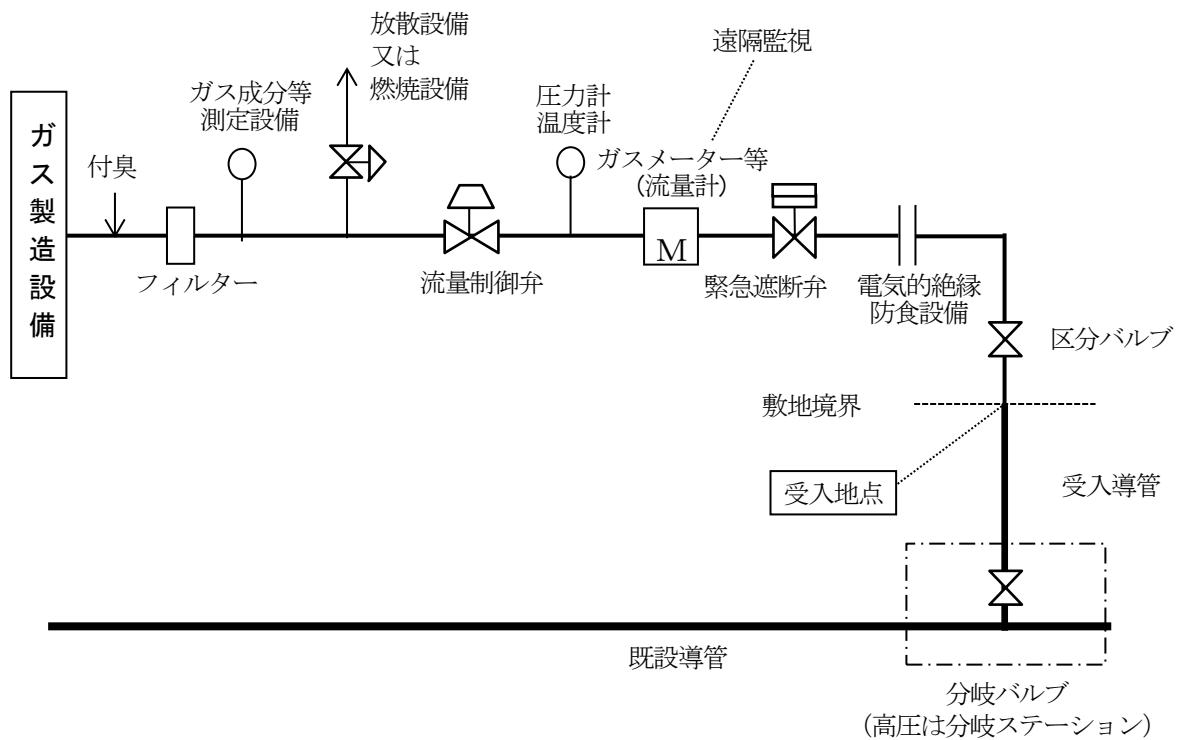 放散設備
又は
燃焼設備
遠隔監視
ガス成分等
測定設備
圧力計
温度計
ガス製造設備
付臭
ガスメーター等
（流量計）
M
フィルター
流量制御弁
緊急遮断弁
電気的絶縁
防食設備
区分バルブ
敷地境界
受入地点
受入導管
既設導管
分岐バルブ
（高圧は分岐ステーション）